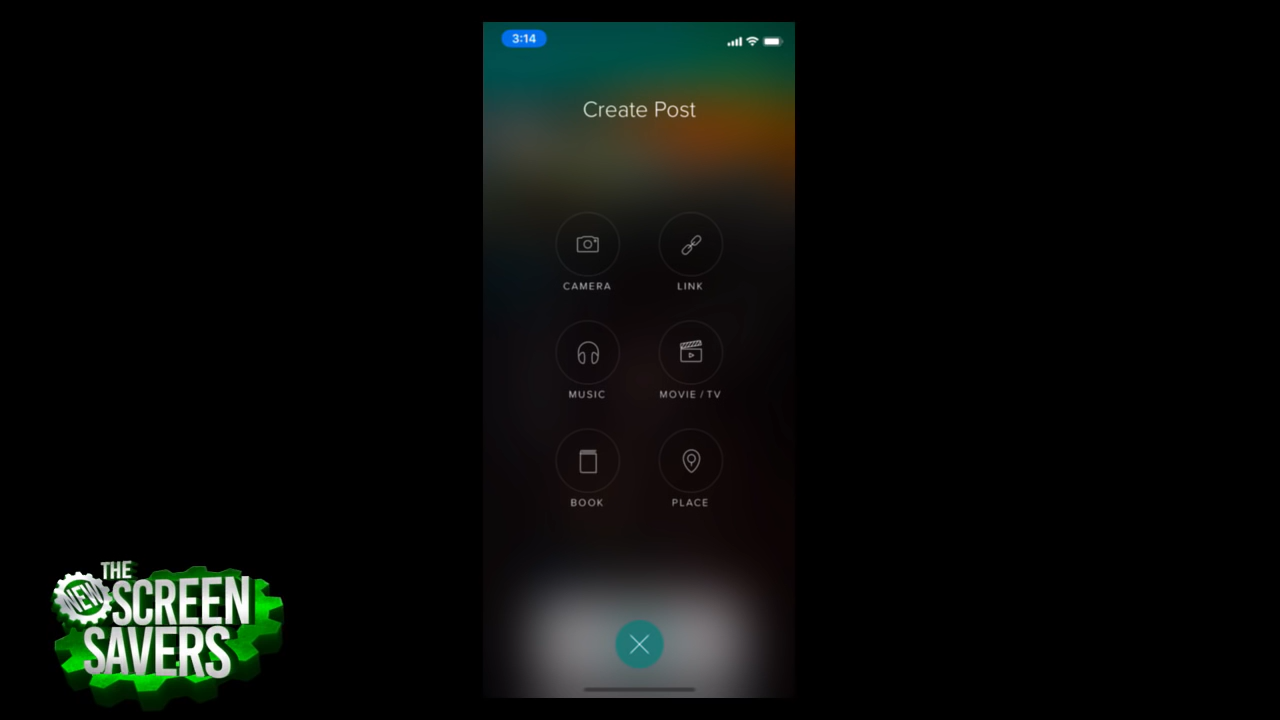 3:14
Create Post
CAMERA
LINK
MUSIC
MOVIE / TV
BOOK
PLACE
THE
NEW
SCREEN
SAVERS